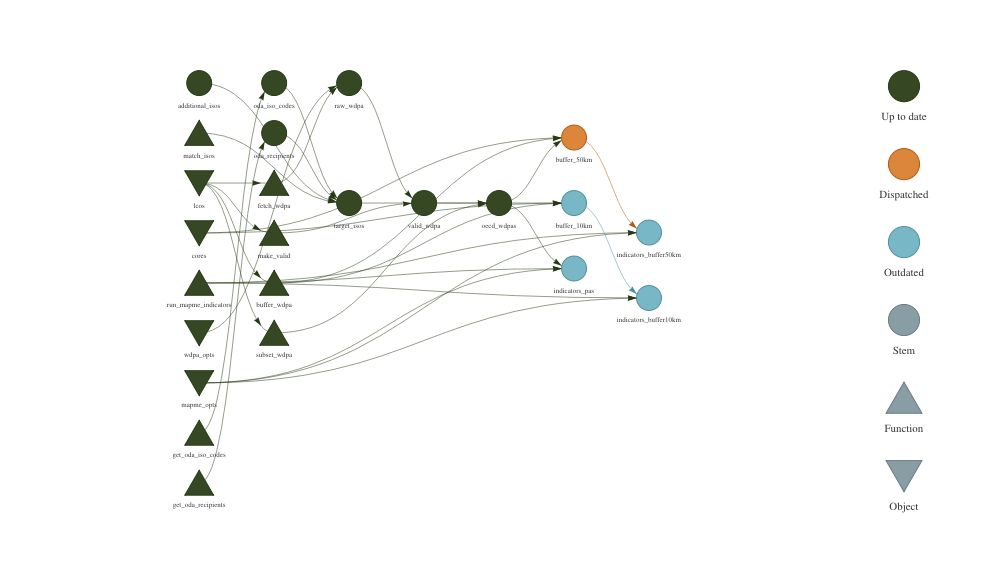 additional_isos
oda_iso_codes
raw_wdpa
match_isos
oda_recipients
lcos
fetch_wdpa
target_isos
valid_wdpa
oecd_wdpas
buffer_50km
buffer_10km
indicators_pas
indicators_buffer50km
indicators_buffer10km
cores
make_valid
run_mapme_indicators
buffer_wdpa
wdpa_opts
subset_wdpa
mapme_opts
get_oda_iso_codes
get_oda_recipients
Up to date
Dispatched
Outdated
Stem
Function
Object